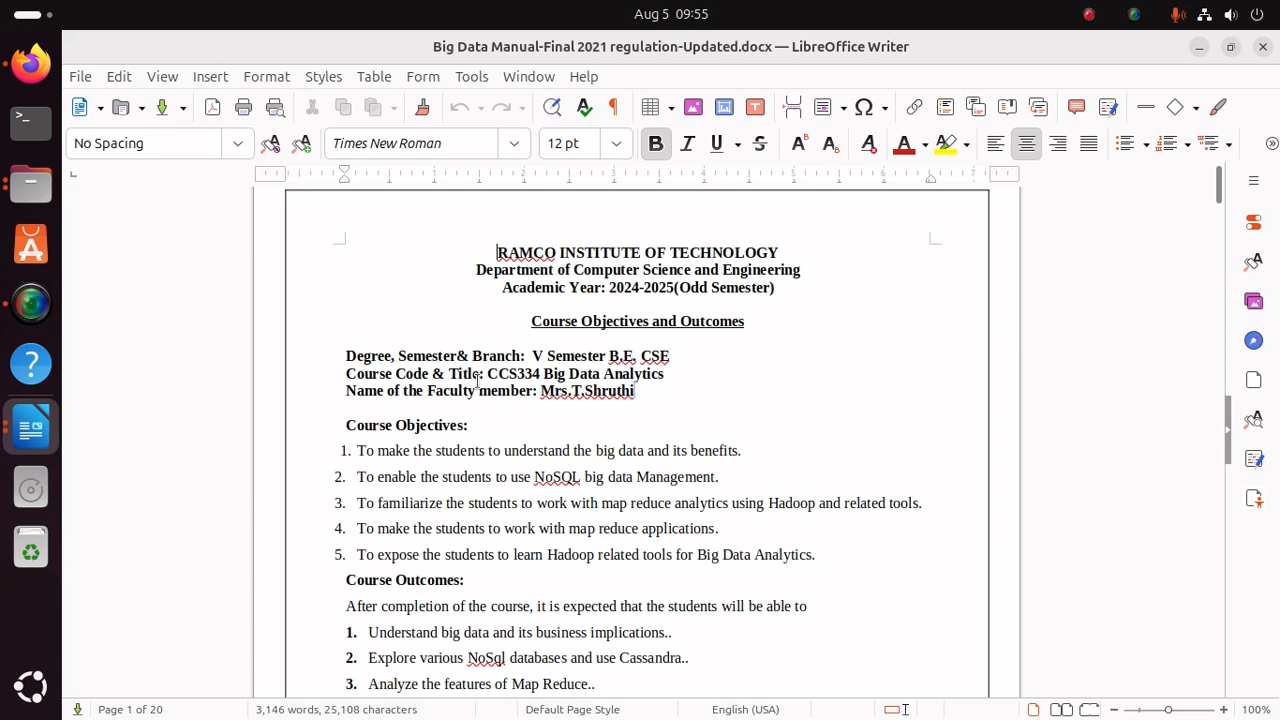 Aug 5 09:55
Big Data Manual-Final 2021 regulation-Updated.docx — LibreOffice Writer
File Edit View Insert Format Styles Table Form Tools Window Help
No Spacing Times New Roman 12 pt
RAMCO INSTITUTE OF TECHNOLOGY
Department of Computer Science and Engineering
Academic Year: 2024-2025(Odd Semester)
Course Objectives and Outcomes
Degree, Semester& Branch: V Semester B.E. CSE
Course Code & Title: CCS334 Big Data Analytics
Name of the Faculty member: Mrs.T.Shruthi
Course Objectives:
1. To make the students to understand the big data and its benefits.
2. To enable the students to use NoSQL big data Management.
3. To familiarize the students to work with map reduce analytics using Hadoop and related tools.
4. To make the students to work with map reduce applications.
5. To expose the students to learn Hadoop related tools for Big Data Analytics.
Course Outcomes:
After completion of the course, it is expected that the students will be able to
1. Understand big data and its business implications..
2. Explore various NoSql databases and use Cassandra..
3. Analyze the features of Map Reduce..
Page 1 of 20 3,146 words, 25,108 characters Default Page Style English (USA) 100%